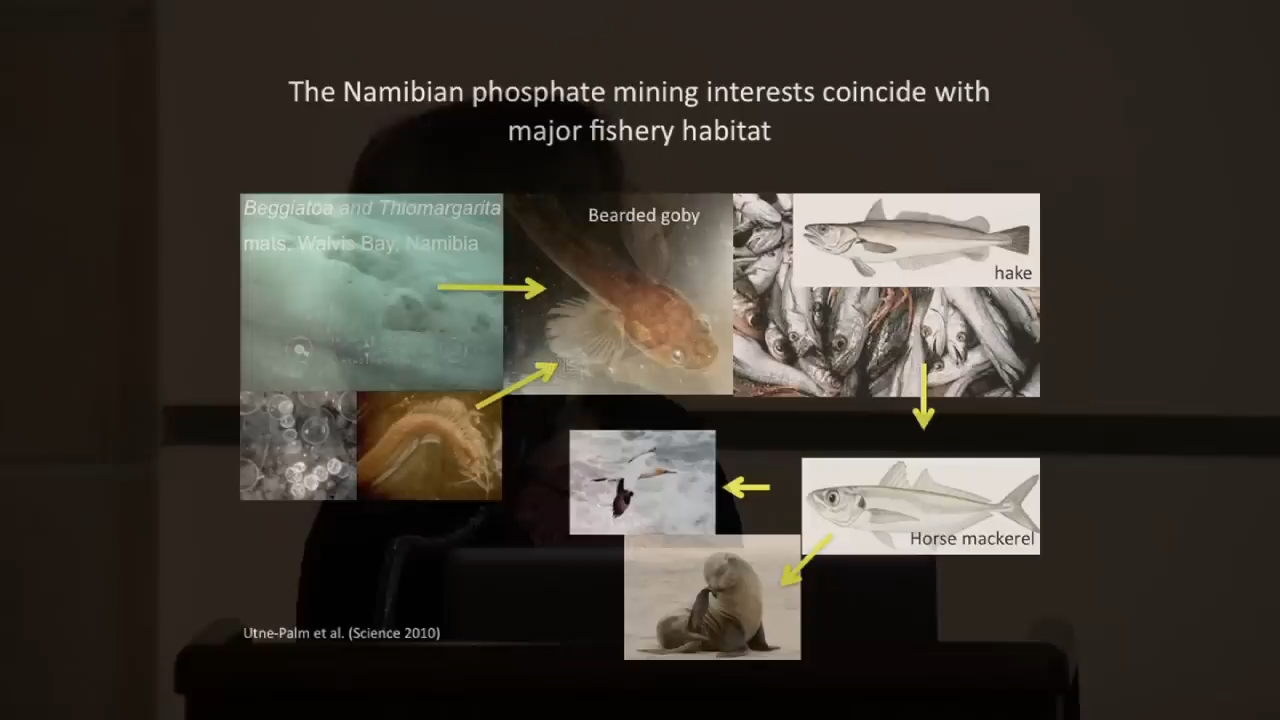 The Namibian phosphate mining interests coincide with
major fishery habitat
Beggiatoa and Thiomargarita
mats, Walvis Bay, Namibia
Bearded goby
hake
Horse mackerel
Utne-Palm et al. (Science 2010)